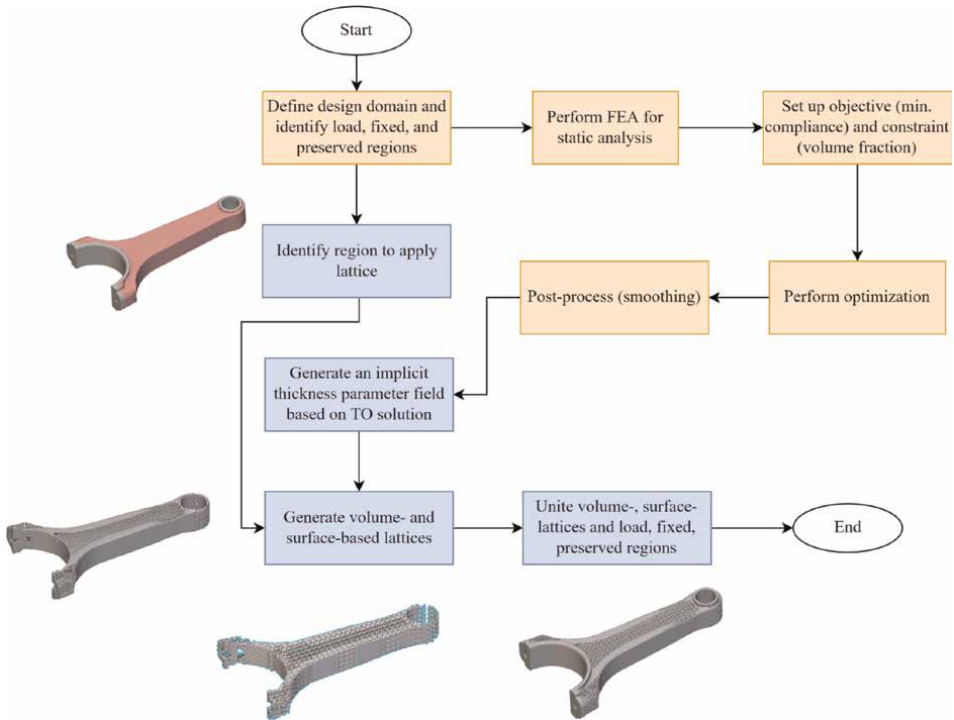 Start
Define design domain and
identify load, fixed, and
preserved regions
Perform FEA for
static analysis
Set up objective (min.
compliance) and constraint
(volume fraction)
Identify region to apply
lattice
Post-process (smoothing)
Perform optimization
Generate an implicit
thickness parameter field
based on TO solution
Generate volume- and
surface-based lattices
Unite volume-, surface-
lattices and load, fixed,
preserved regions
End